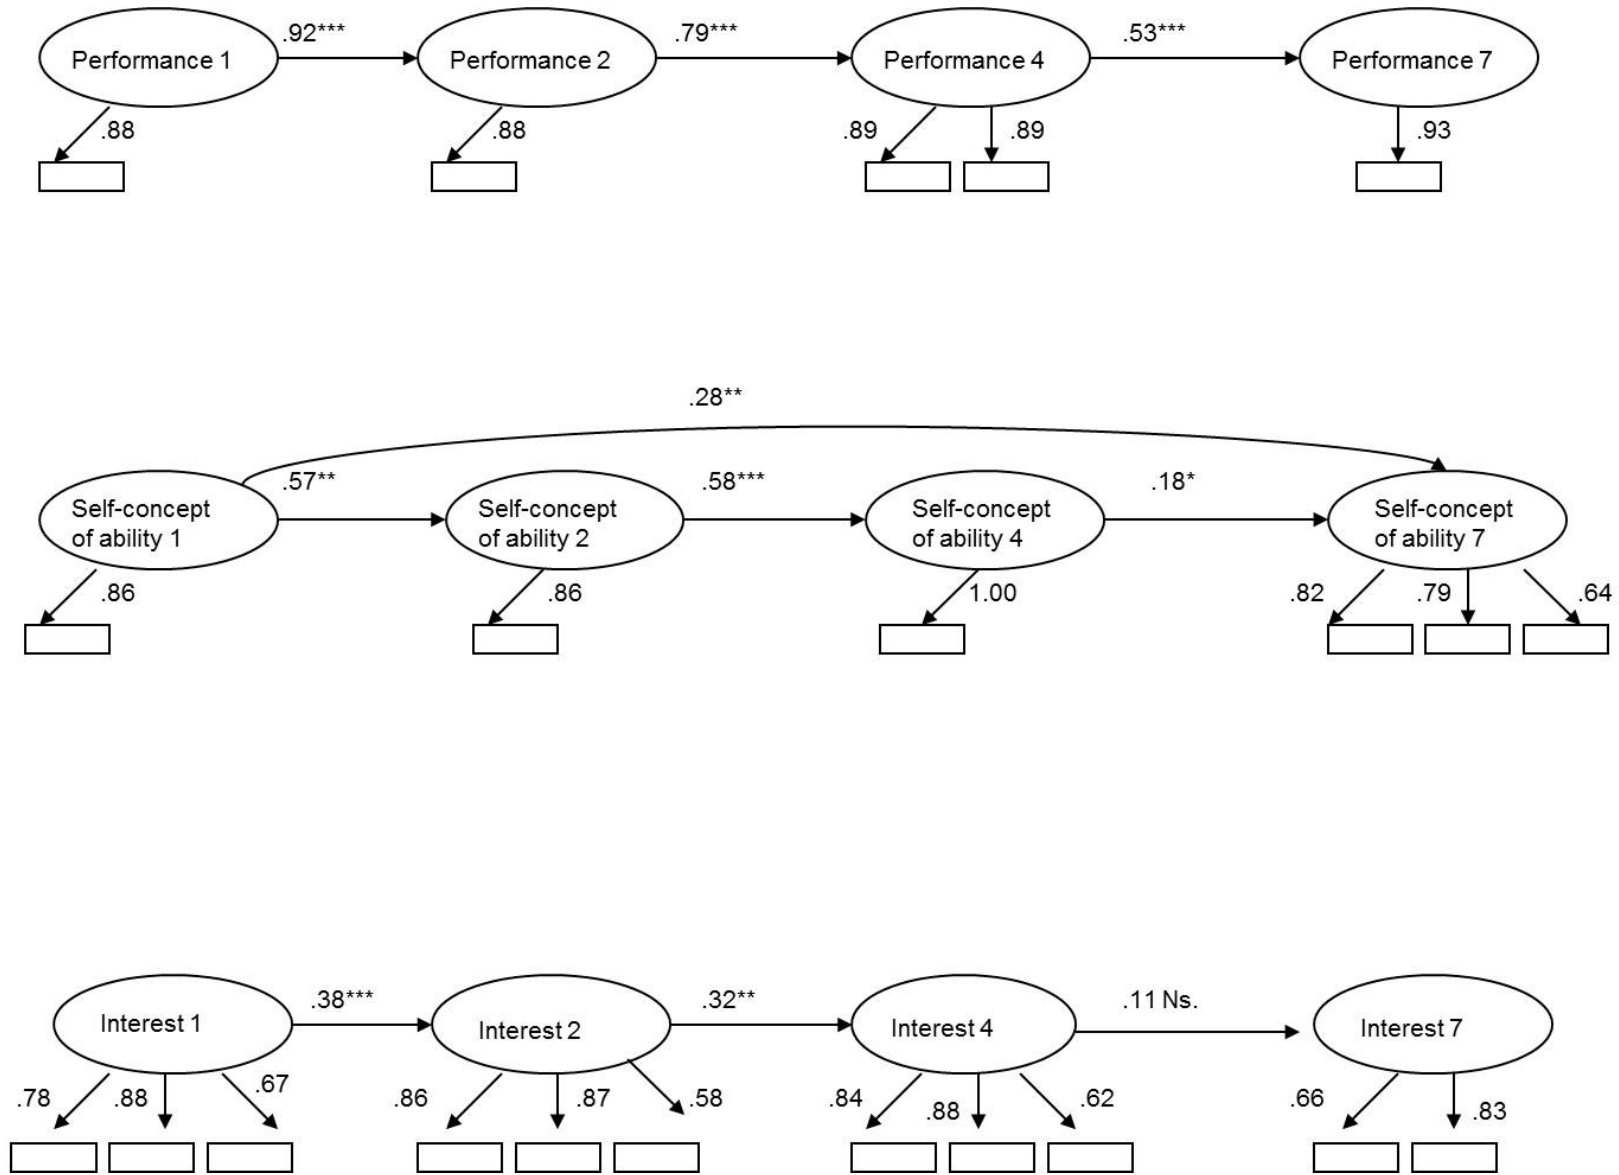 .92***
.79***
.53***
Performance 1
Performance 2
Performance 4
Performance 7
.88
.88
.89
.89
.93
.28**
.57**
.58***
.18*
Self-concept
of ability 1
Self-concept
of ability 2
Self-concept
of ability 4
Self-concept
of ability 7
.86
.86
1.00
.82
.79
.64
.38***
.32**
.11 Ns.
Interest 1
Interest 2
Interest 4
Interest 7
.78
.88
.67
.86
.87
.58
.84
.88
.62
.66
.83